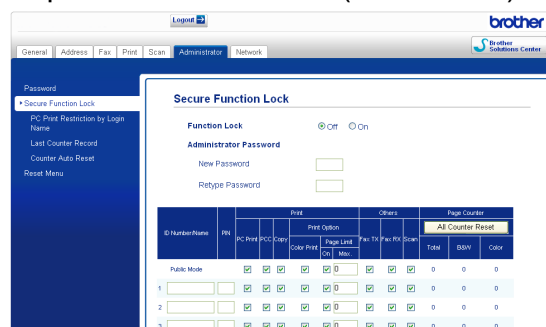 Logout
brother
General Address Fax Print Scan Administrator Network
Brother
Solutions Center
Password
Secure Function Lock
PC Print Restriction by Login
Name
Last Counter Record
Counter Auto Reset
Reset Menu
Secure Function Lock
Function Lock Off On
Administrator Password
New Password
Retype Password
Print Others Page Counter
ID Number/Name PIN PC Print PCC Copy Print Option Fax TX Fax RX Scan All Counter Reset
Color Print Page Limit Total B&W Color
On Max.
Public Mode 0 0 0 0
1 0 0 0 0
2 0 0 0 0